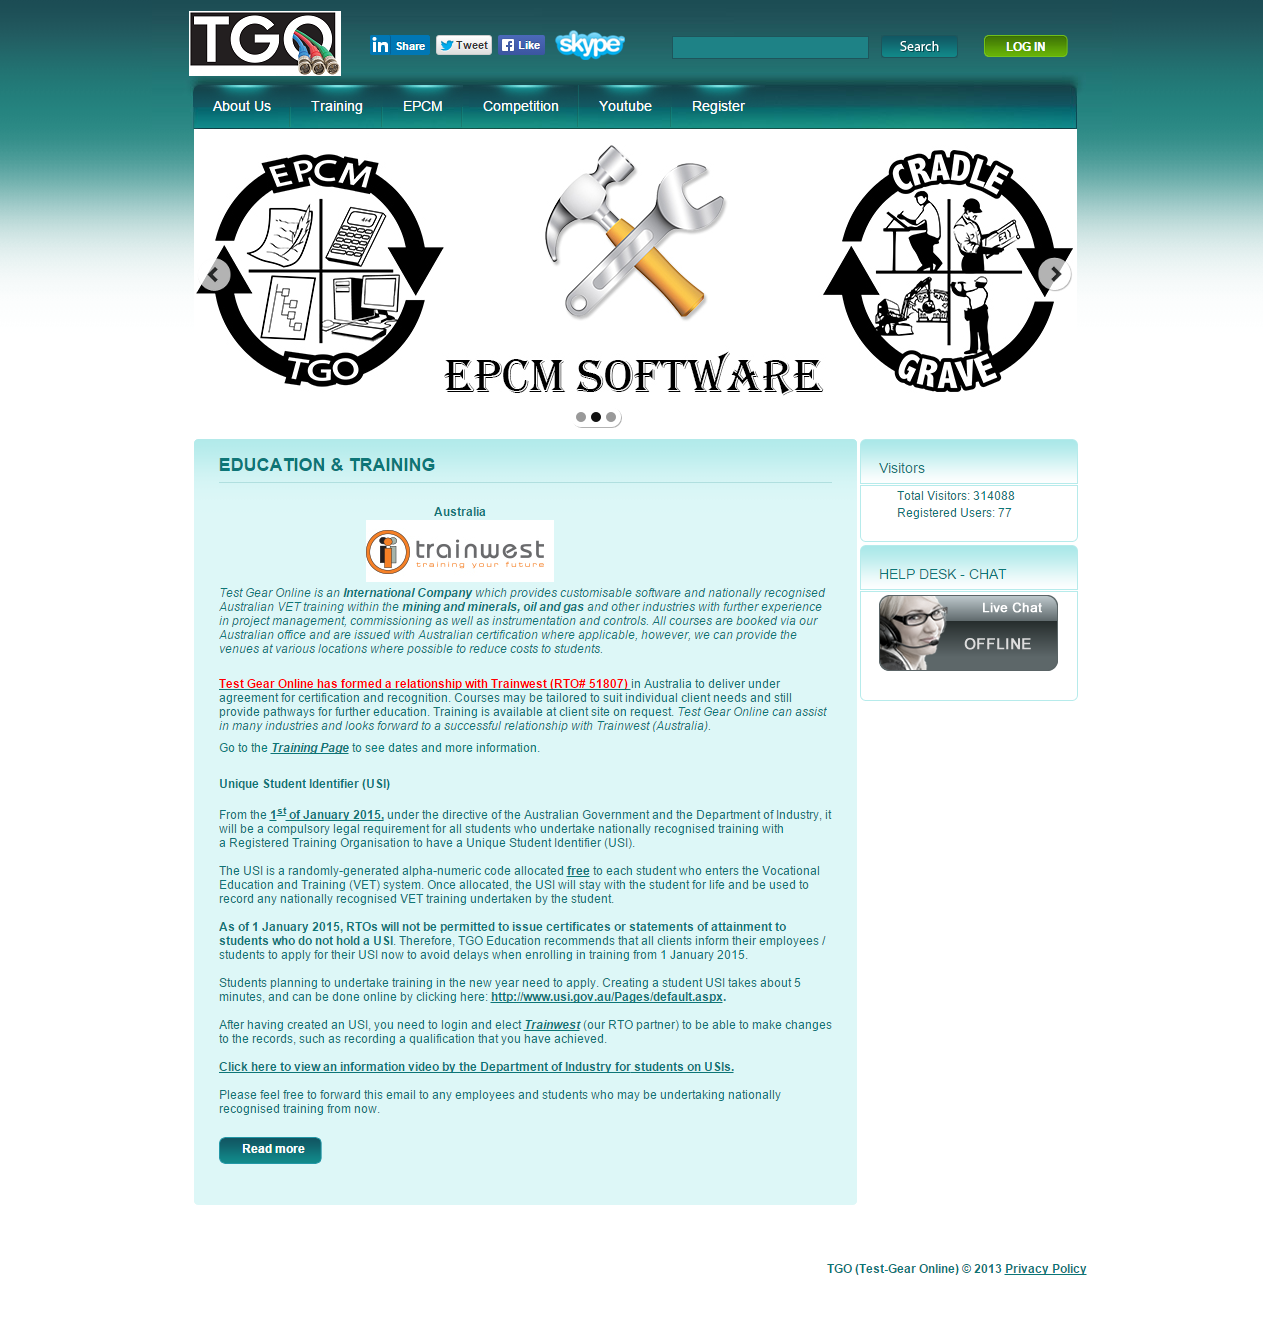 TGO
in Share
Tweet
Like
skype
Search
LOG IN
About Us
Training
EPCM
Competition
Youtube
Register
EPCM
TGO
EPCM SOFTWARE
CRADLE
GRAVE
EDUCATION & TRAINING
Australia
trainwest
training your future
Test Gear Online is an International Company which provides customisable software and nationally recognised
Australian VET training within the mining and minerals, oil and gas and other industries with further experience
in project management, commissioning as well as instrumentation and controls. All courses are booked via our
Australian office and are issued with Australian certification where applicable, however, we can provide the
venues at various locations where possible to reduce costs to students.
Test Gear Online has formed a relationship with Trainwest (RTO# 51807) in Australia to deliver under
agreement for certification and recognition. Courses may be tailored to suit individual client needs and still
provide pathways for further education. Training is available at client site on request. Test Gear Online can assist
in many industries and looks forward to a successful relationship with Trainwest (Australia).
Go to the Training Page to see dates and more information.
Unique Student Identifier (USI)
From the 1st of January 2015, under the directive of the Australian Government and the Department of Industry, it
will be a compulsory legal requirement for all students who undertake nationally recognised training with
a Registered Training Organisation to have a Unique Student Identifier (USI).
The USI is a randomly-generated alpha-numeric code allocated free to each student who enters the Vocational
Education and Training (VET) system. Once allocated, the USI will stay with the student for life and be used to
record any nationally recognised VET training undertaken by the student.
As of 1 January 2015, RTOs will not be permitted to issue certificates or statements of attainment to
students who do not hold a USI. Therefore, TGO Education recommends that all clients inform their employees /
students to apply for their USI now to avoid delays when enrolling in training from 1 January 2015.
Students planning to undertake training in the new year need to apply. Creating a student USI takes about 5
minutes, and can be done online by clicking here: http://www.usi.gov.au/Pages/default.aspx.
After having created an USI, you need to login and elect Trainwest (our RTO partner) to be able to make changes
to the records, such as recording a qualification that you have achieved.
Click here to view an information video by the Department of Industry for students on USIs.
Please feel free to forward this email to any employees and students who may be undertaking nationally
recognised training from now.
Read more
Visitors
Total Visitors: 314088
Registered Users: 77
HELP DESK - CHAT
Live Chat
OFFLINE
TGO (Test-Gear Online) © 2013 Privacy Policy